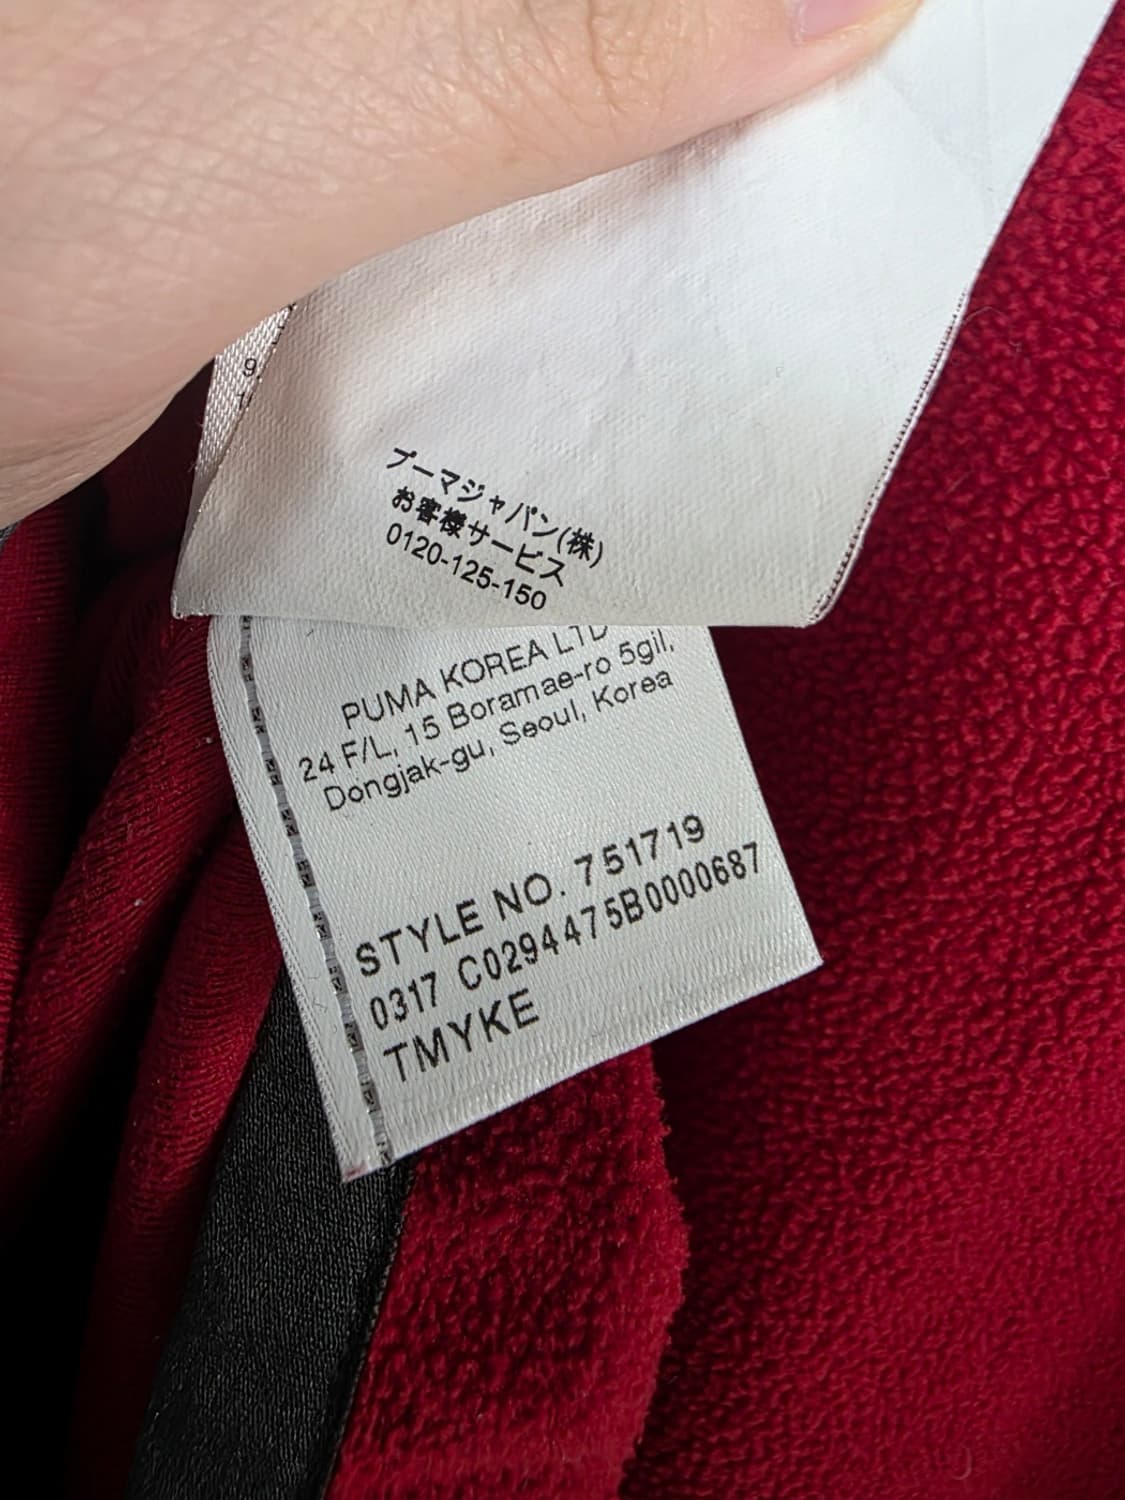 9
プーマジャパン(株)
お客様サービス
0120-125-150
PUMA KOREA LTD
24 F/L, 15 Boramae-ro 5gil,
Dongjak-gu, Seoul, Korea
STYLE NO. 751719
0317 C0294475B0000687
TMYKE